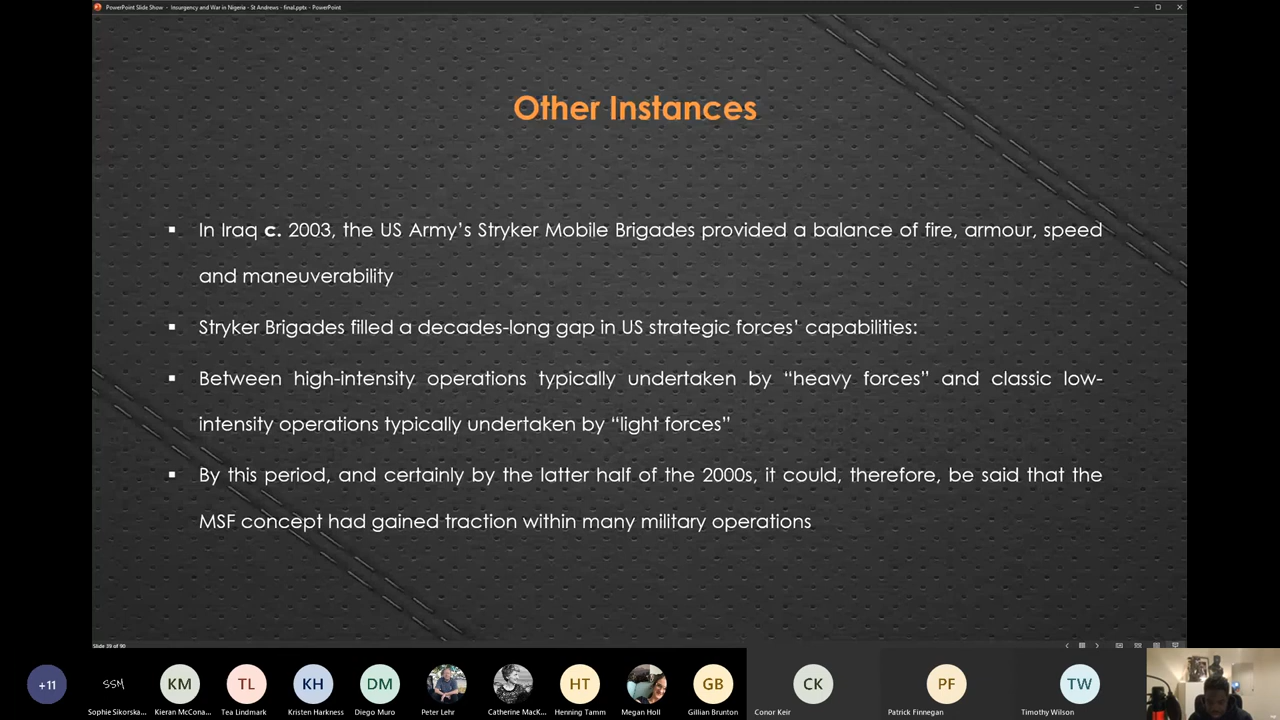 PowerPoint Slide Show - Insurgency and War in Nigeria - St Andrews - final.pptx - PowerPoint
Other Instances
▪ In Iraq c. 2003, the US Army’s Stryker Mobile Brigades provided a balance of fire, armour, speed
and maneuverability
▪ Stryker Brigades filled a decades-long gap in US strategic forces’ capabilities:
▪ Between high-intensity operations typically undertaken by “heavy forces” and classic low-
intensity operations typically undertaken by “light forces”
▪ By this period, and certainly by the latter half of the 2000s, it could, therefore, be said that the
MSF concept had gained traction within many military operations
Slide 39 of 90
+11 SSM KM TL KH DM HT GB CK PF TW
Sophie Sikorska... Kieran McCona... Tea Lindmark Kristen Harkness Diego Muro Peter Lehr Catherine MacK... Henning Tamm Megan Holl Gillian Brunton Conor Keir Patrick Finnegan Timothy Wilson